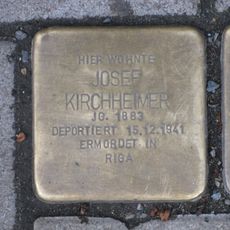 HIER WOHNTE
JOSEF
KIRCHHEIMER
JG. 1883
DEPORTIERT 15.12.1941
ERMORDET IN
RIGA